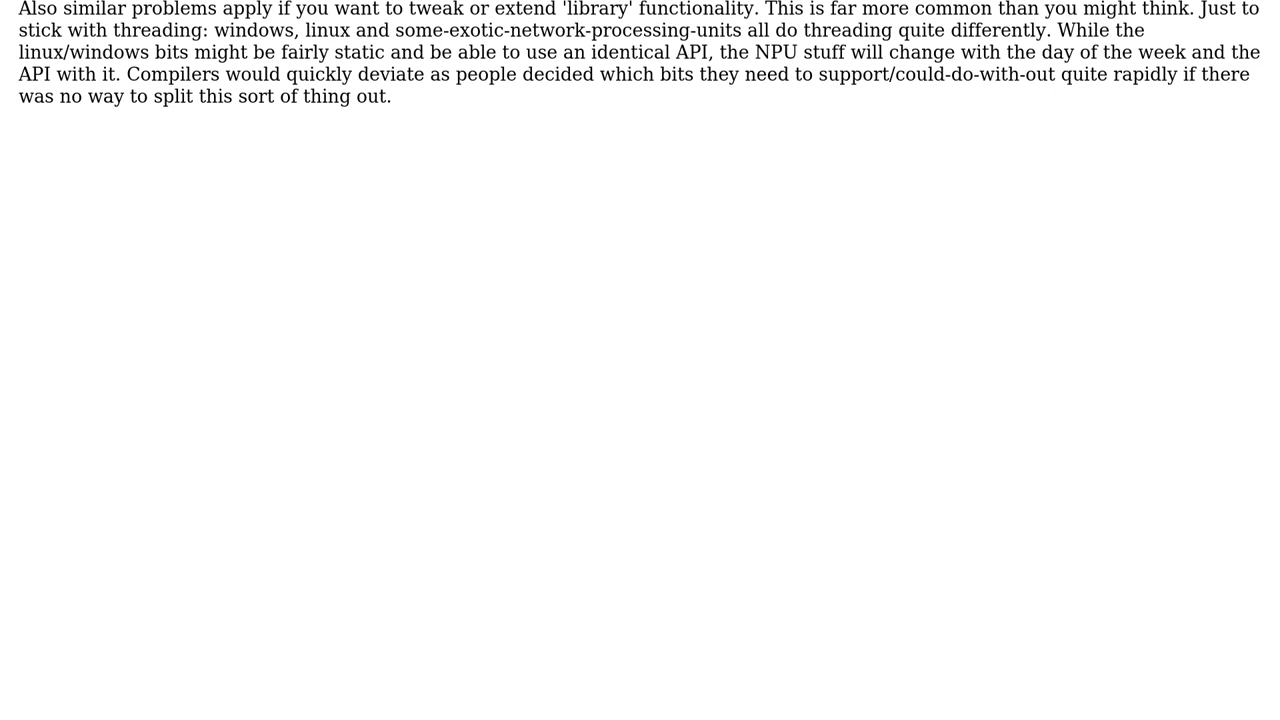 Also similar problems apply if you want to tweak or extend 'library' functionality. This is far more common than you might think. Just to
stick with threading: windows, linux and some-exotic-network-processing-units all do threading quite differently. While the
linux/windows bits might be fairly static and be able to use an identical API, the NPU stuff will change with the day of the week and the
API with it. Compilers would quickly deviate as people decided which bits they need to support/could-do-with-out quite rapidly if there
was no way to split this sort of thing out.